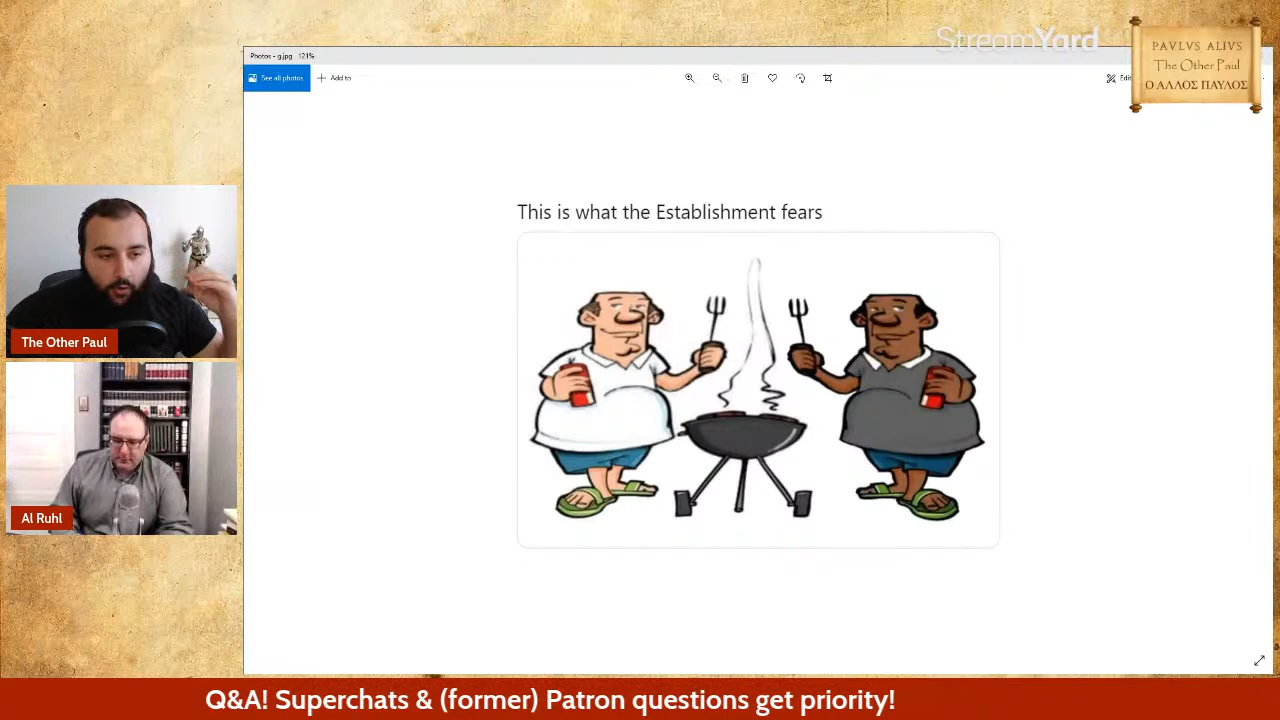 StreamYard
PAVLVS ALIVS
The Other Paul
Ο ΑΛΛΟΣ ΠΑΥΛΟΣ
Photos - g.jpg 121%
See all photos
Add to
Edit
This is what the Establishment fears
The Other Paul
Al Ruhl
Q&A! Superchats & (former) Patron questions get priority!